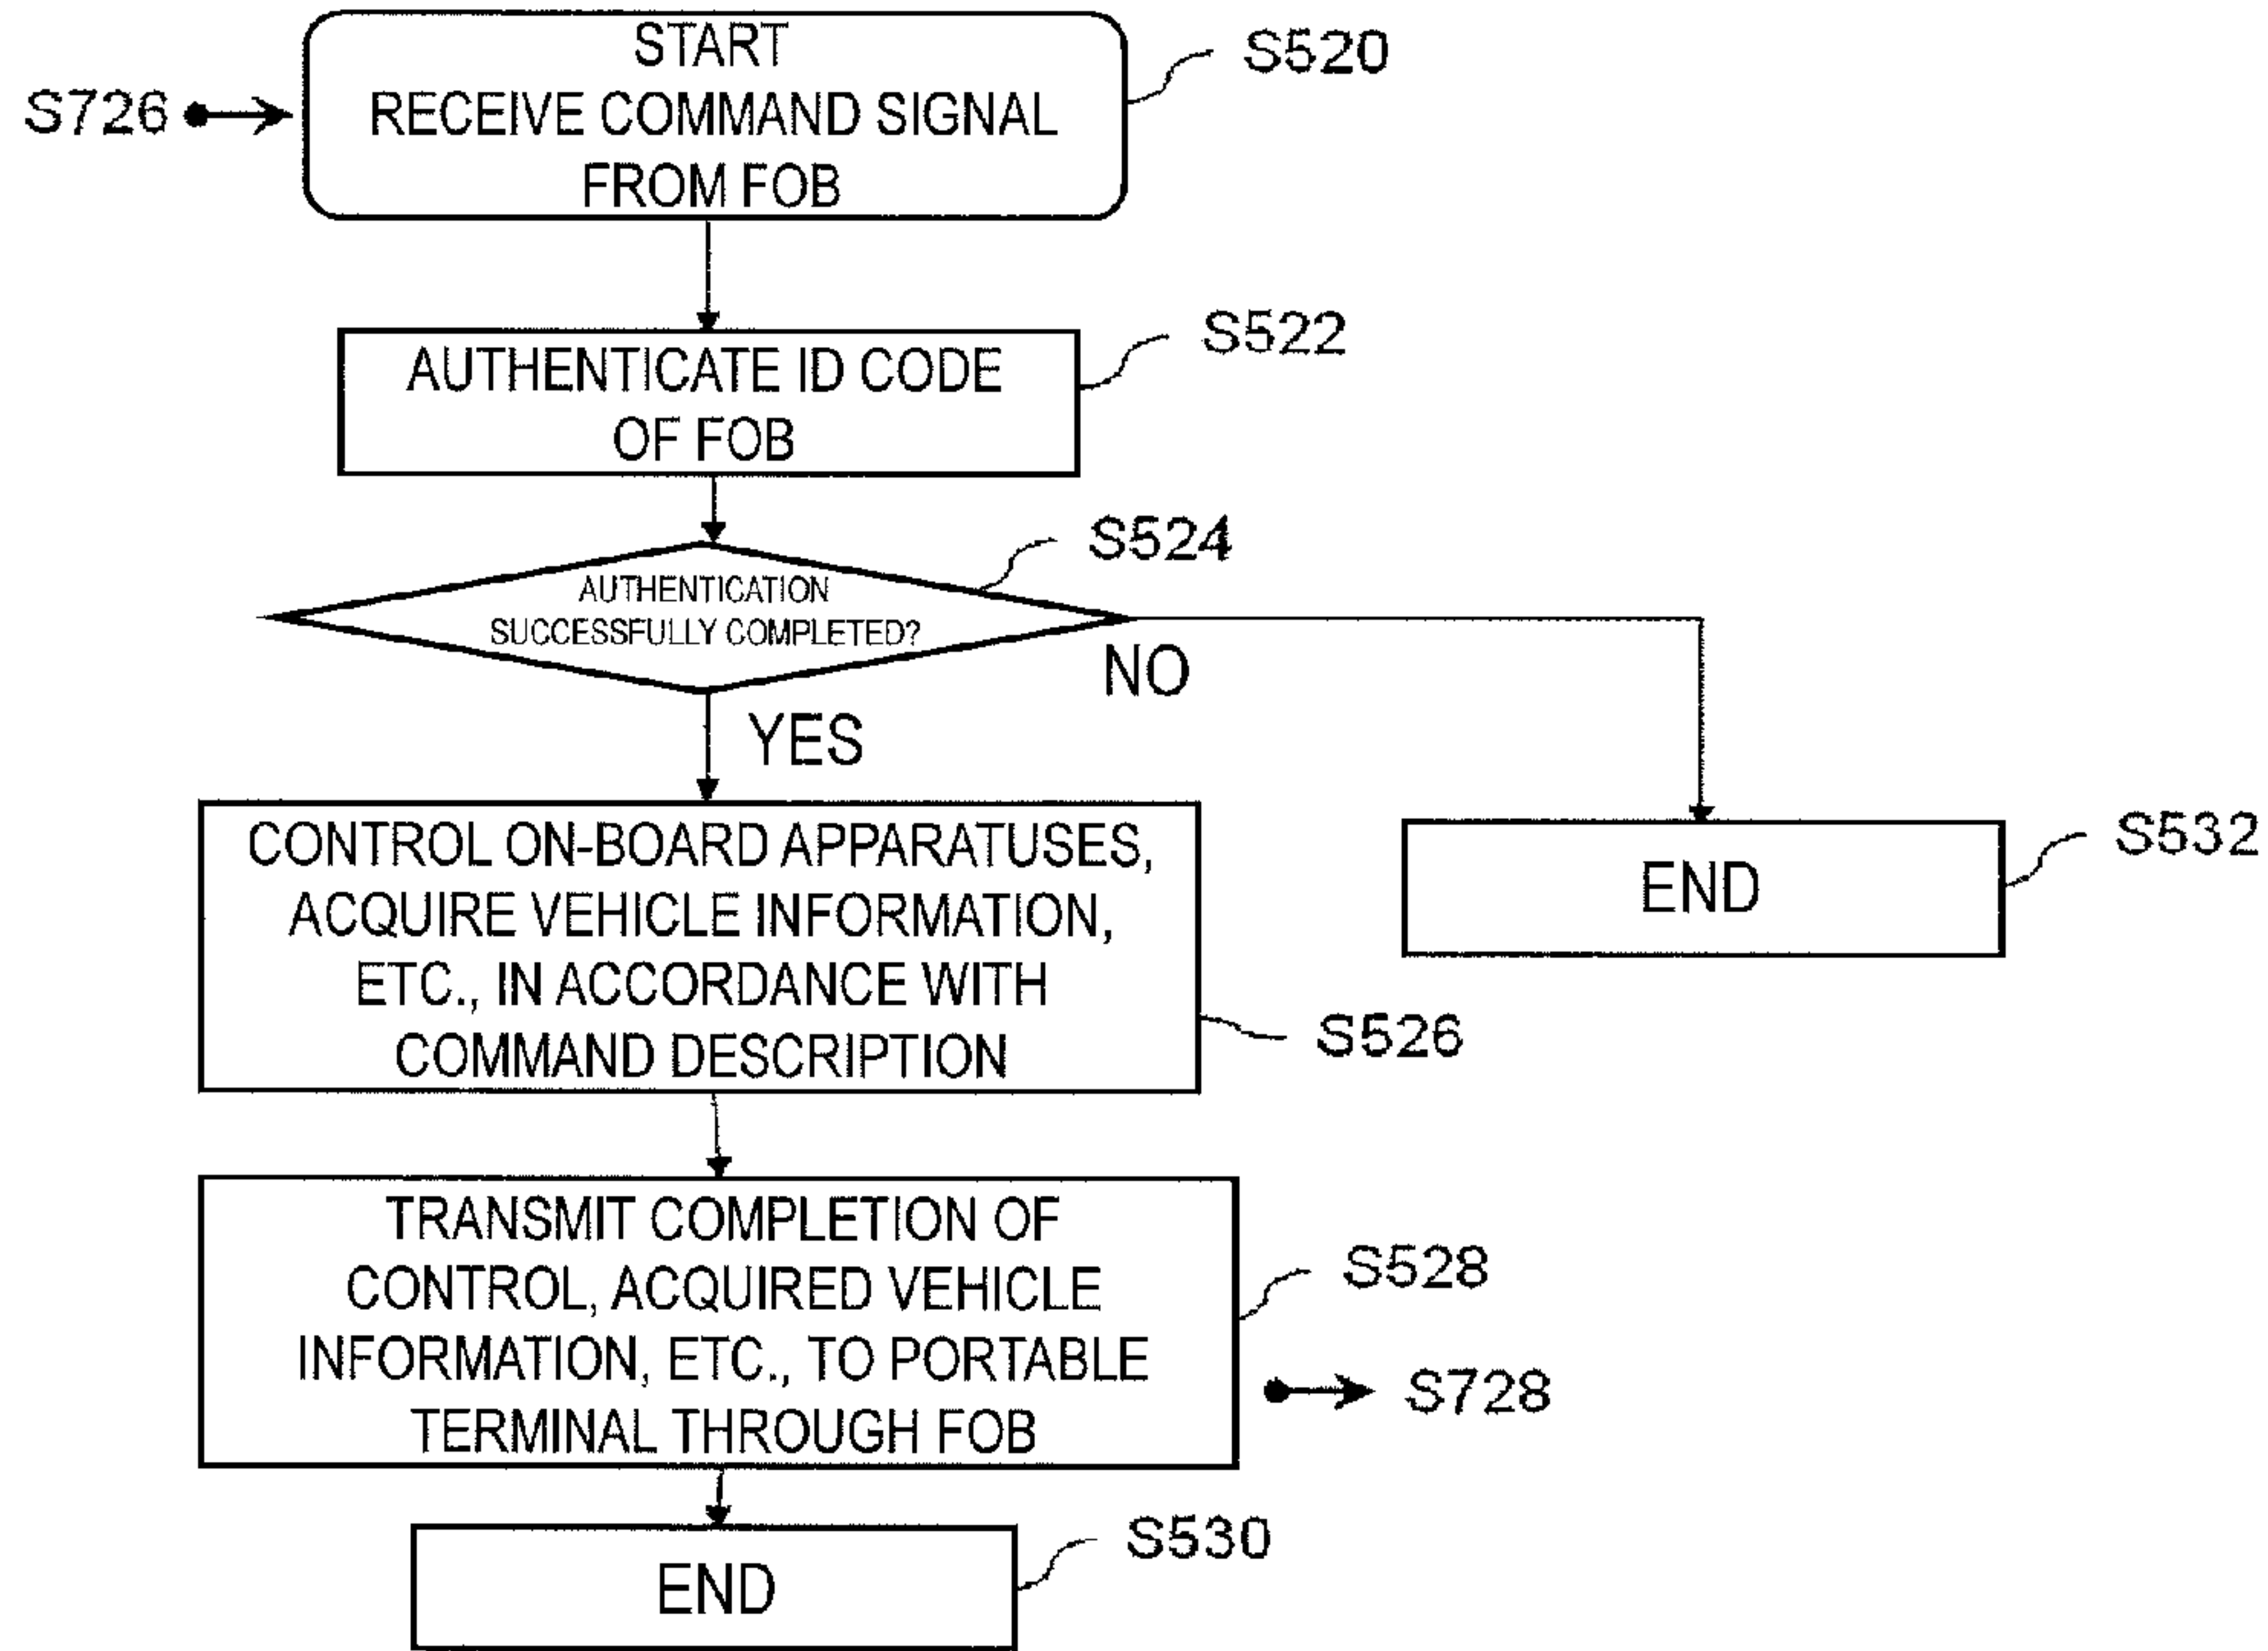 START
RECEIVE COMMAND SIGNAL
FROM FOB
S520
S726
AUTHENTICATE ID CODE
OF FOB
S522
AUTHENTICATION
SUCCESSFULLY COMPLETED?
S524
NO
YES
CONTROL ON-BOARD APPARATUSES,
ACQUIRE VEHICLE INFORMATION,
ETC., IN ACCORDANCE WITH
COMMAND DESCRIPTION
S526
END
S532
TRANSMIT COMPLETION OF
CONTROL, ACQUIRED VEHICLE
INFORMATION, ETC., TO PORTABLE
TERMINAL THROUGH FOB
S528
S728
END
S530